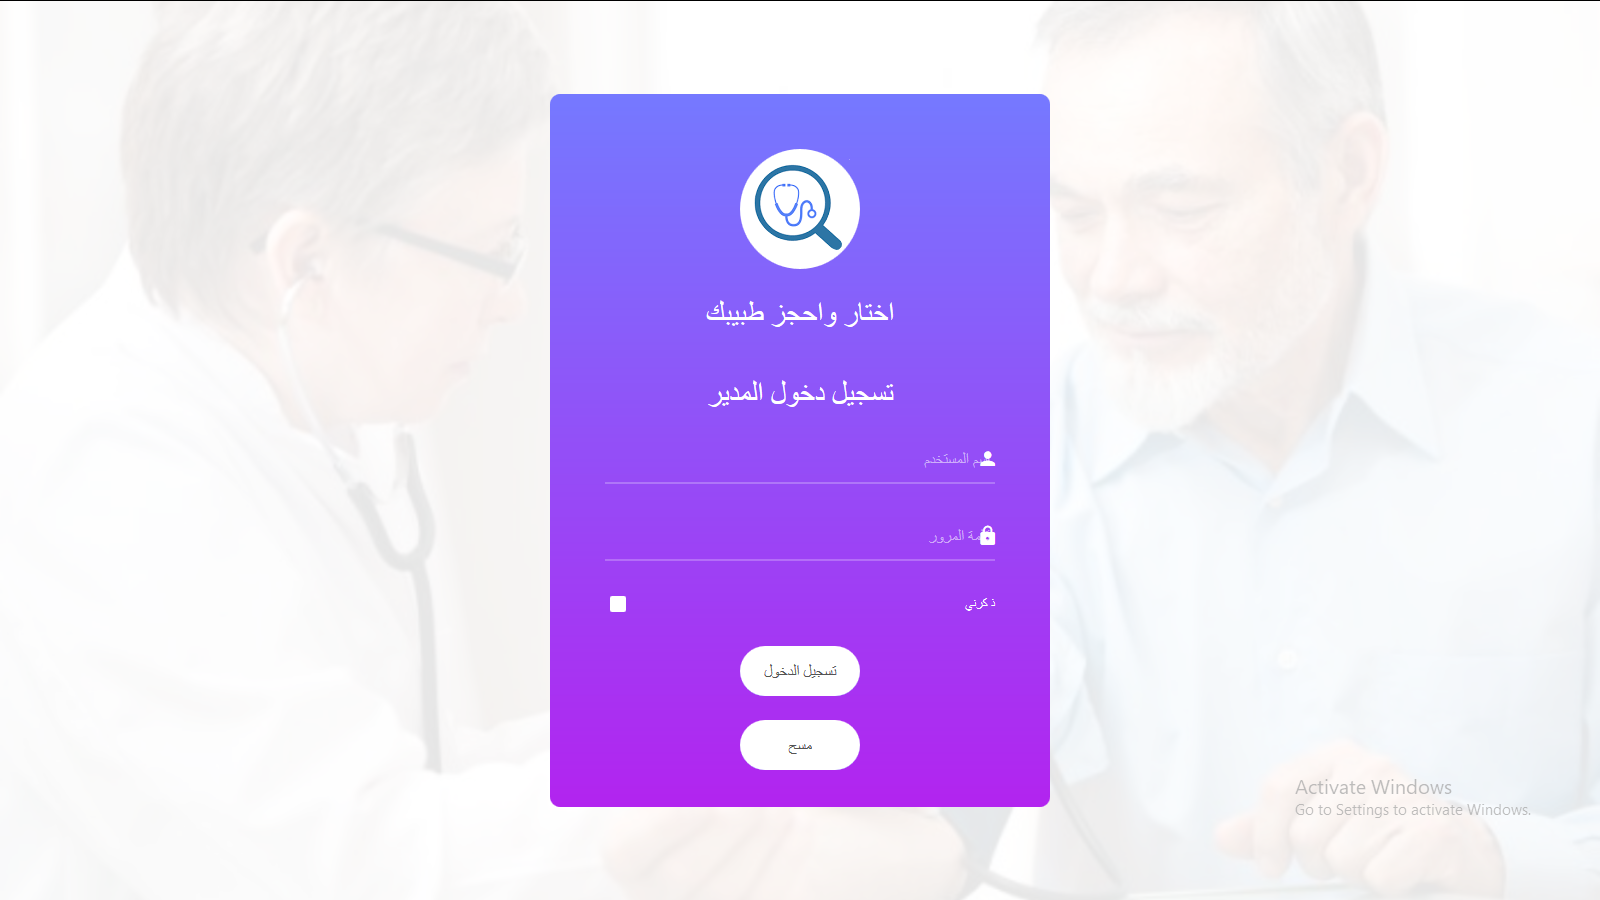 اختار واحجز طبيبك
تسجيل دخول المدير
المستخدم
المرور
ذكرني
تسجيل الدخول
مسح
Activate Windows
Go to Settings to activate Windows.